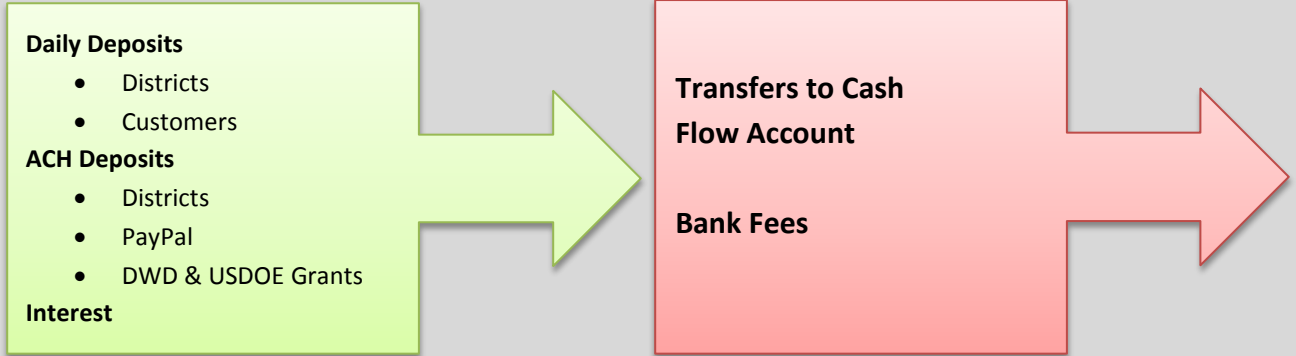 Daily Deposits
• Districts
• Customers
ACH Deposits
• Districts
• PayPal
• DWD & USDOE Grants
Interest
Transfers to Cash
Flow Account
Bank Fees